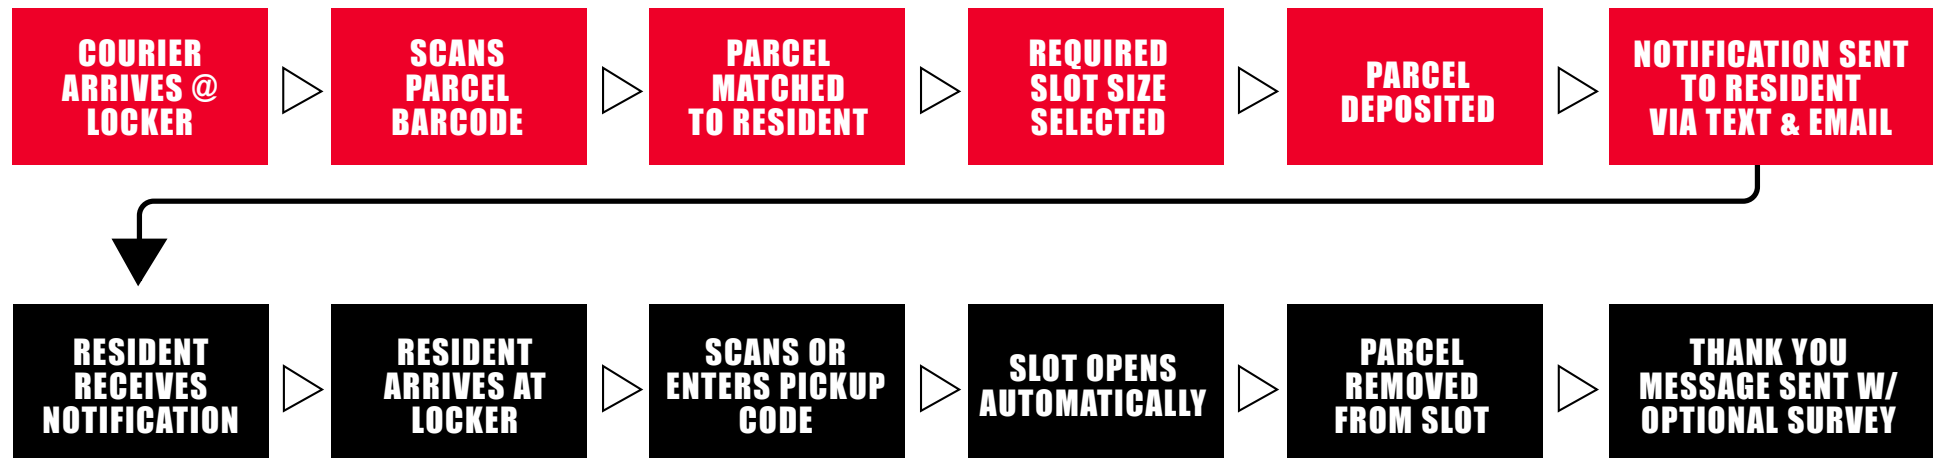 COURIER
ARRIVES @
LOCKER
SCANS
PARCEL
BARCODE
PARCEL
MATCHED
TO RESIDENT
REQUIRED
SLOT SIZE
SELECTED
PARCEL
DEPOSITED
NOTIFICATION SENT
TO RESIDENT
VIA TEXT & EMAIL
RESIDENT
RECEIVES
NOTIFICATION
RESIDENT
ARRIVES AT
LOCKER
SCANS OR
ENTERS PICKUP
CODE
SLOT OPENS
AUTOMATICALLY
PARCEL
REMOVED
FROM SLOT
THANK YOU
MESSAGE SENT W/
OPTIONAL SURVEY